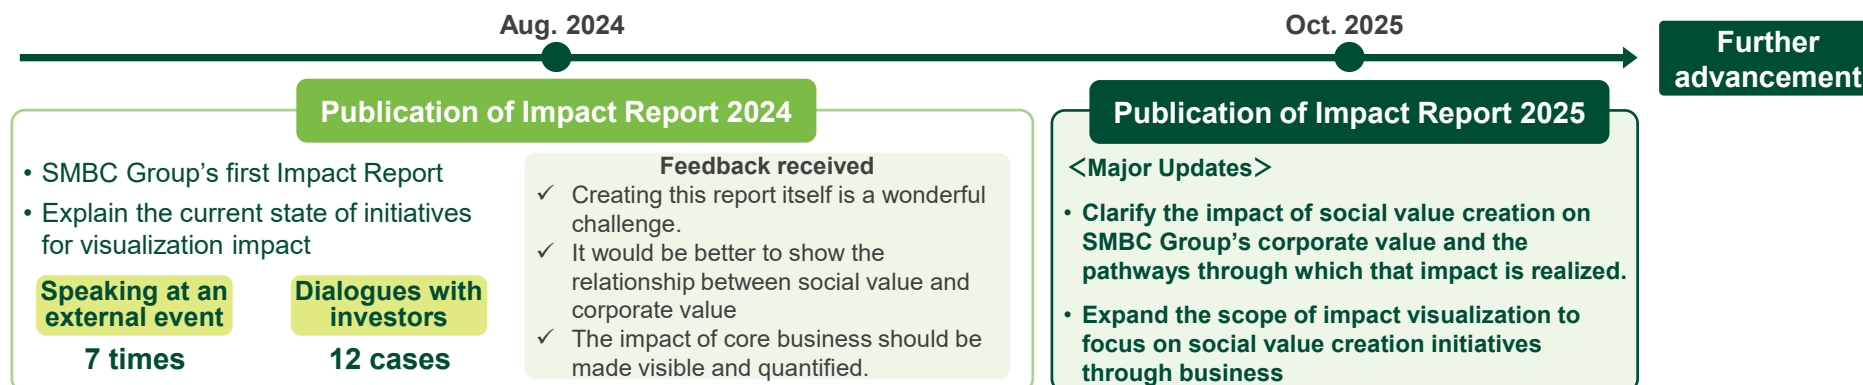 Aug. 2024
Oct. 2025
Further
advancement
Publication of Impact Report 2024
• SMBC Group's first Impact Report
• Explain the current state of initiatives
for visualization impact
Speaking at an
external event
7 times
Dialogues with
investors
12 cases
Feedback received
✓ Creating this report itself is a wonderful
challenge.
✓ It would be better to show the
relationship between social value and
corporate value
✓ The impact of core business should be
made visible and quantified.
Publication of Impact Report 2025
＜Major Updates＞
• Clarify the impact of social value creation on
SMBC Group's corporate value and the
pathways through which that impact is realized.
• Expand the scope of impact visualization to
focus on social value creation initiatives
through business